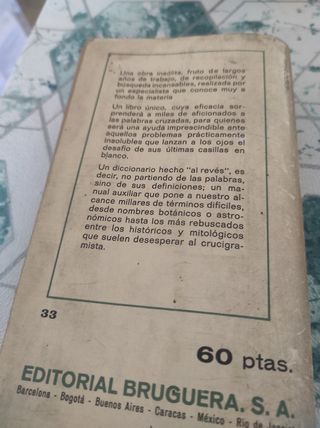 Una obra inédita, fruto de largos
años de trabajo, de recopilación y
búsqueda incansables, realizada por
un especialista que conoce muy a
fondo la materia
Un libro único, cuya eficacia sor-
prenderá a miles de aficionados a
las palabras cruzadas, para quienes
será una ayuda imprescindible ante
aquellos problemas prácticamente
insolubles que lanzan a los ojos el
desafío de sus últimas casillas en
blanco.
Un diccionario hecho "al revés", es
decir, no partiendo de las palabras,
sino de sus definiciones; un ma-
nual auxiliar que pone a nuestro al-
cance millares de términos difíciles,
desde nombres botánicos o astro-
nómicos hasta los más rebuscados
entre los históricos y mitológicos
que suelen desesperar al crucigra-
mista.
33
60 ptas.
EDITORIAL BRUGUERA, S. A.
Barcelona - Bogotá - Buenos Aires - Caracas - México - Rio de